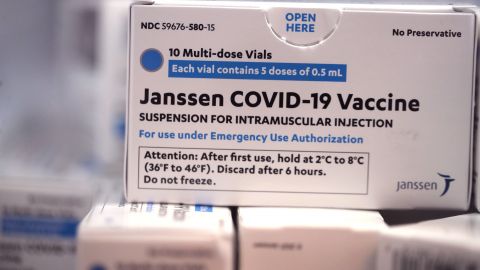 NDC 59676-580-15
OPEN
HERE
No Preservative
10 Multi-dose Vials
Each vial contains 5 doses of 0.5 mL
Janssen COVID-19 Vaccine
SUSPENSION FOR INTRAMUSCULAR INJECTION
For use under Emergency Use Authorization
Attention: After first use, hold at 2°C to 8°C
(36°F to 46°F). Discard after 6 hours.
Do not freeze.
janssen